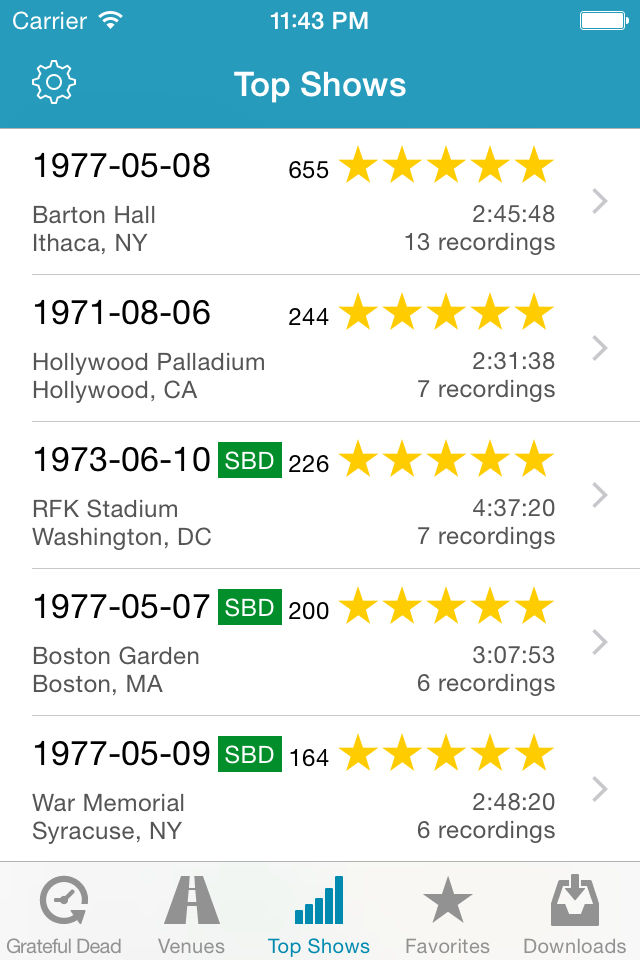 Carrier 11:43 PM
Top Shows
1977-05-08 655
Barton Hall 2:45:48
Ithaca, NY 13 recordings
1971-08-06 244
Hollywood Palladium 2:31:38
Hollywood, CA 7 recordings
1973-06-10 SBD 226
RFK Stadium 4:37:20
Washington, DC 7 recordings
1977-05-07 SBD 200
Boston Garden 3:07:53
Boston, MA 6 recordings
1977-05-09 SBD 164
War Memorial 2:48:20
Syracuse, NY 6 recordings
Grateful Dead Venues Top Shows Favorites Downloads